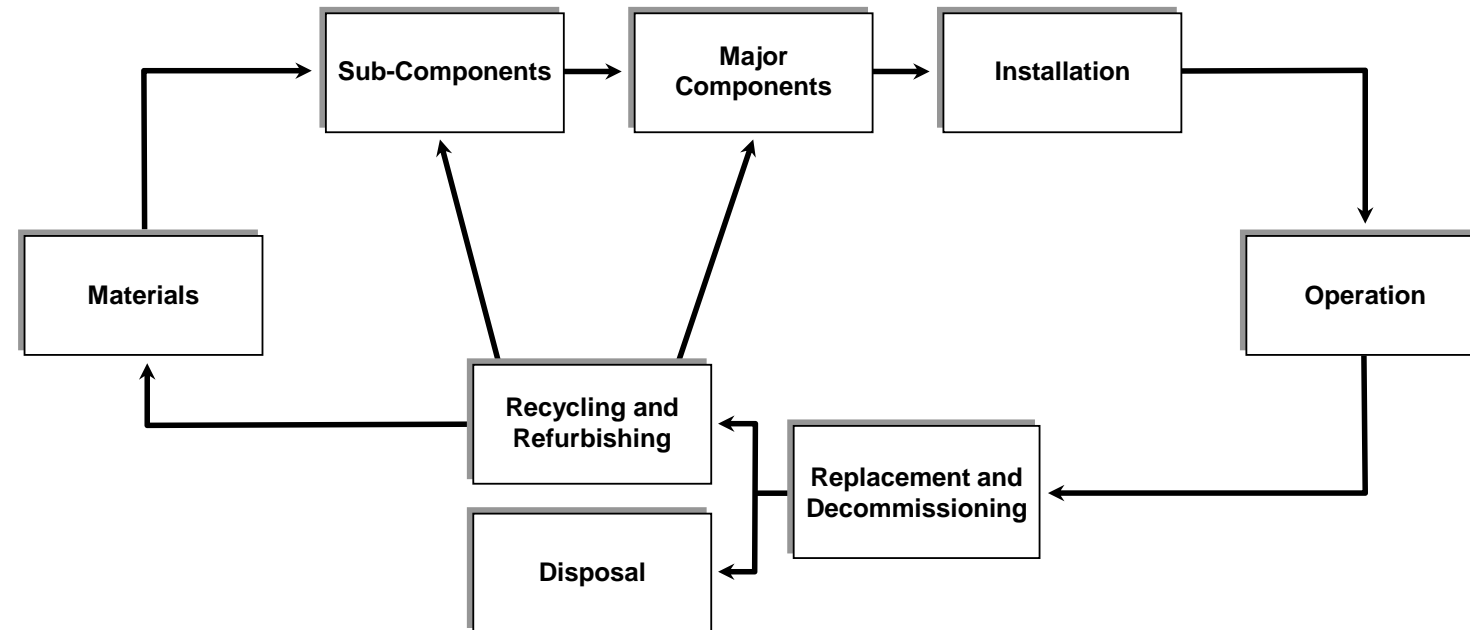 Sub-Components
Major
Components
Installation
Materials
Operation
Recycling and
Refurbishing
Replacement and
Decommissioning
Disposal